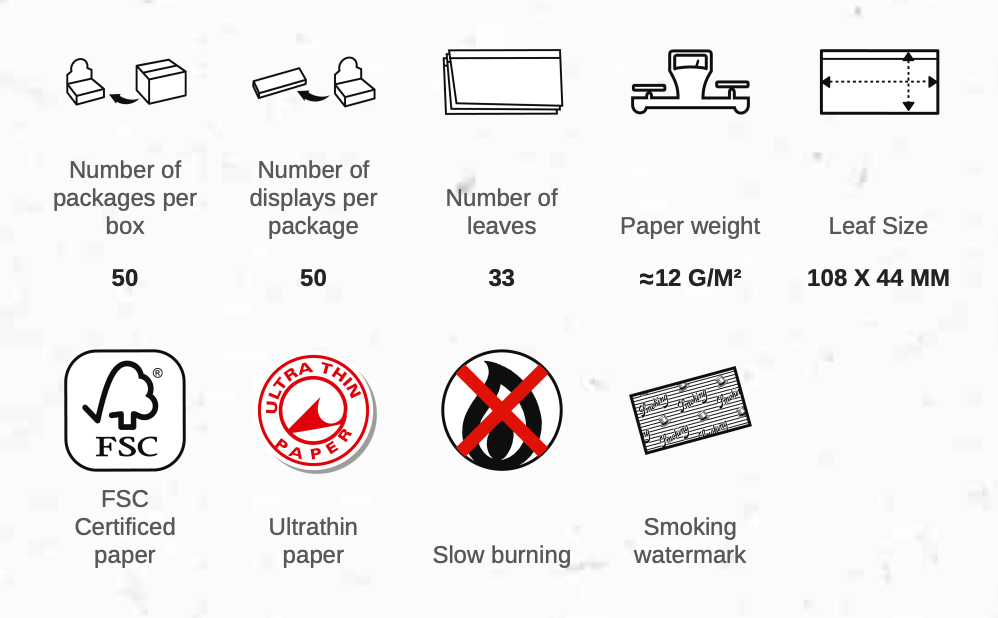 Number of
packages per
box
50
Number of
displays per
package
50
Number of
leaves
33
Paper weight
≈12 G/M²
Leaf Size
108 X 44 MM
®
FSC
FSC
Certificed
paper
ULTRA THIN
PAPER
Ultrathin
paper
Slow burning
Smoking
Smoking
Smoking
Smoking
Smoking
watermark